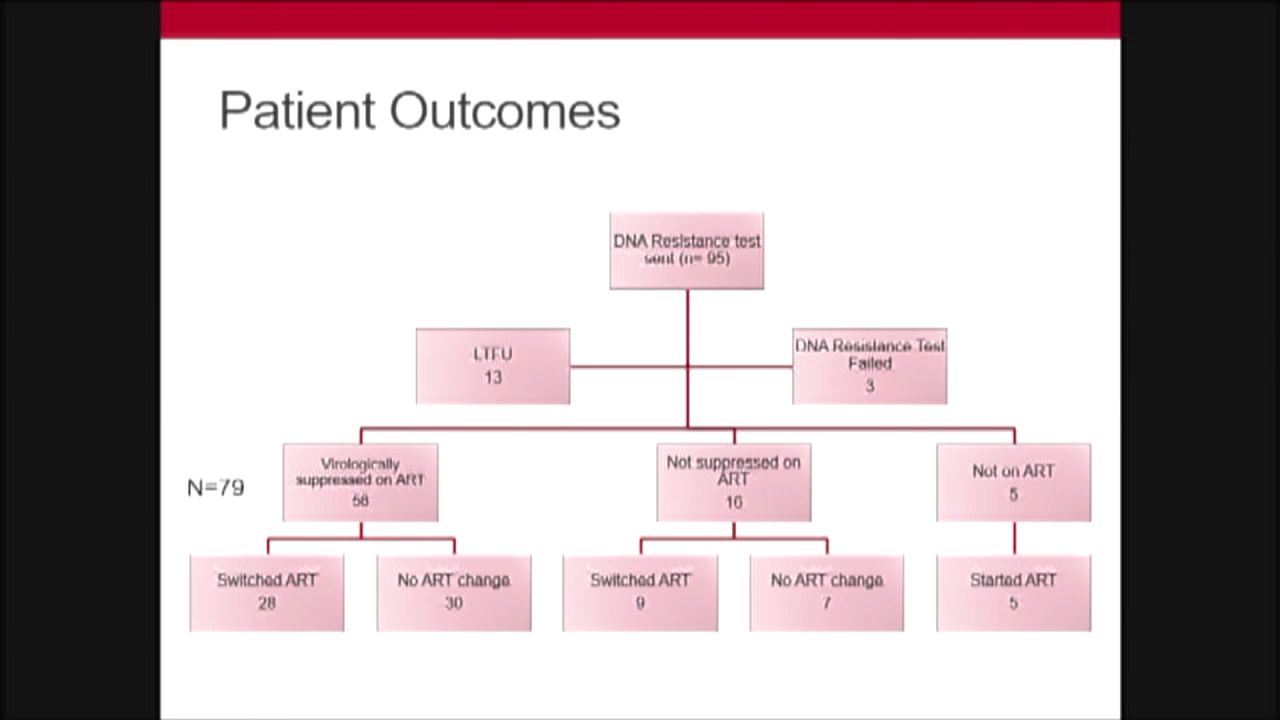 Patient Outcomes
DNA Resistance test
sent (n= 95)
LTFU
13
DNA Resistance Test
Failed
3
N=79
Virologically
suppressed on ART
58
Not suppressed on
ART
16
Not on ART
5
Switched ART
28
No ART change
30
Switched ART
9
No ART change
7
Started ART
5